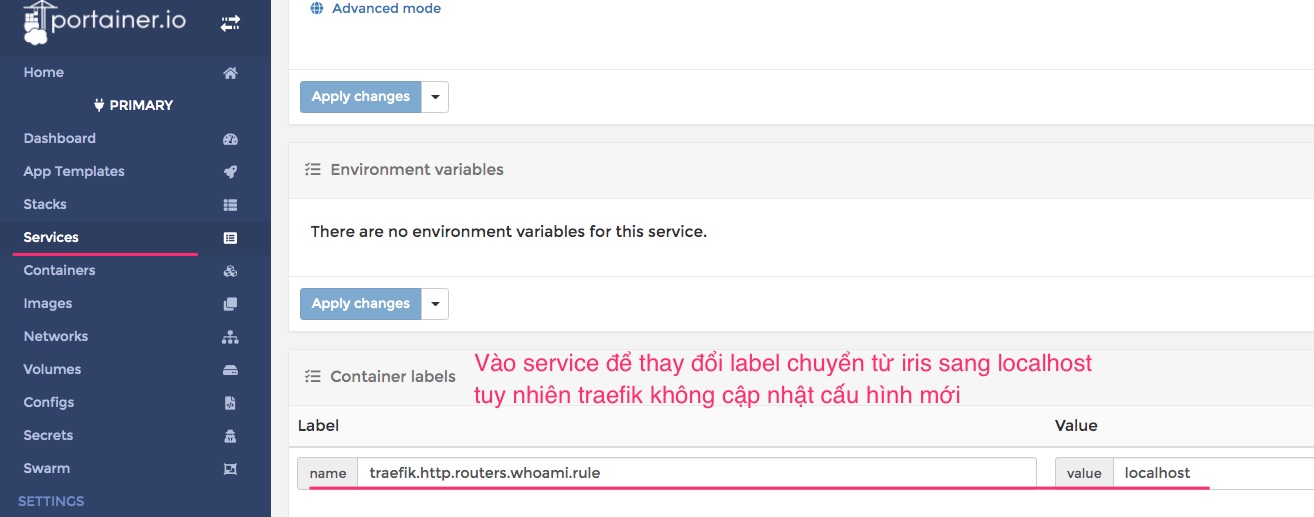 portainer.io
Advanced mode
Home
PRIMARY
Apply changes
Dashboard
App Templates
Environment variables
Stacks
Services
There are no environment variables for this service.
Containers
Images
Apply changes
Networks
Volumes
Vào service để thay đổi label chuyển từ iris sang localhost
Container labels
tuy nhiên traefik không cập nhật cấu hình mới
Configs
Label Value
Secrets
Swarm
name traefik.http.routers.whoami.rule value localhost
SETTINGS